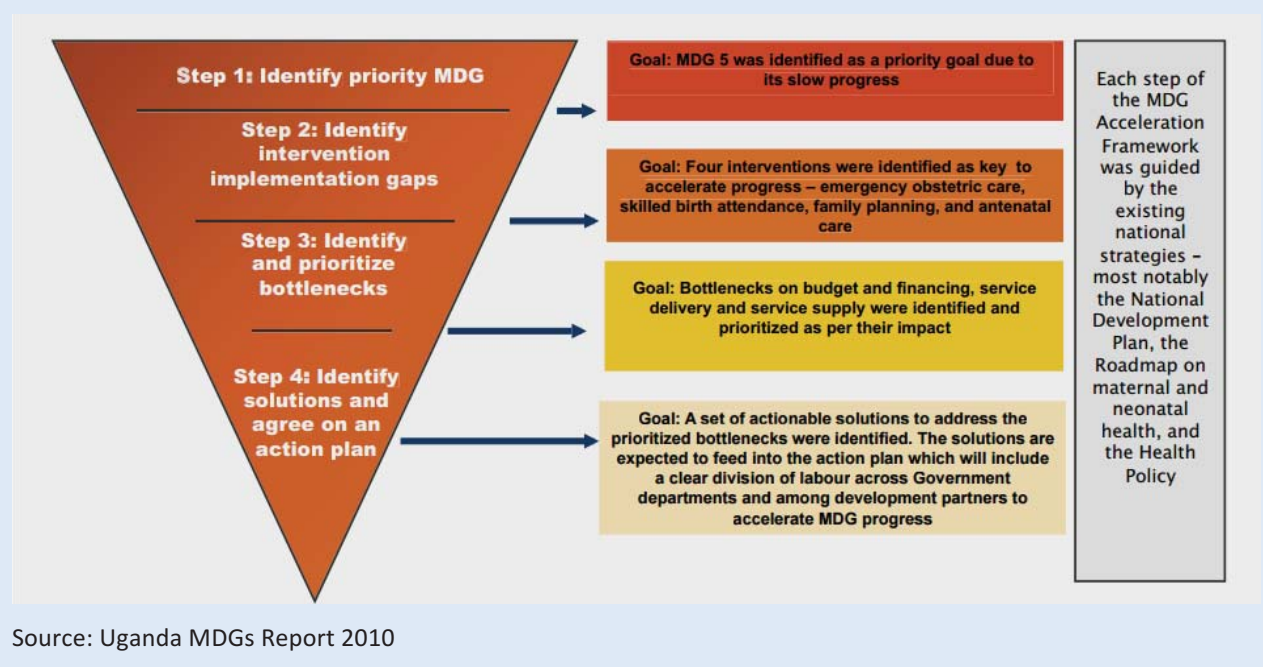 Step 1: Identify priority MDG
Step 2: Identify
intervention
implementation gaps
Step 3: Identify
and prioritize
bottlenecks
Step 4: Identify
solutions and
agree on an
action plan
Goal: MDG 5 was identified as a priority goal due to
its slow progress
Goal: Four interventions were identified as key to
accelerate progress – emergency obstetric care,
skilled birth attendance, family planning, and antenatal
care
Goal: Bottlenecks on budget and financing, service
delivery and service supply were identified and
prioritized as per their impact
Goal: A set of actionable solutions to address the
prioritized bottlenecks were identified. The solutions are
expected to feed into the action plan which will include
a clear division of labour across Government
departments and among development partners to
accelerate MDG progress
Each step of
the MDG
Acceleration
Framework
was guided
by the
existing
national
strategies –
most notably
the National
Development
Plan, the
Roadmap on
maternal and
neonatal
health, and
the Health
Policy
Source: Uganda MDGs Report 2010